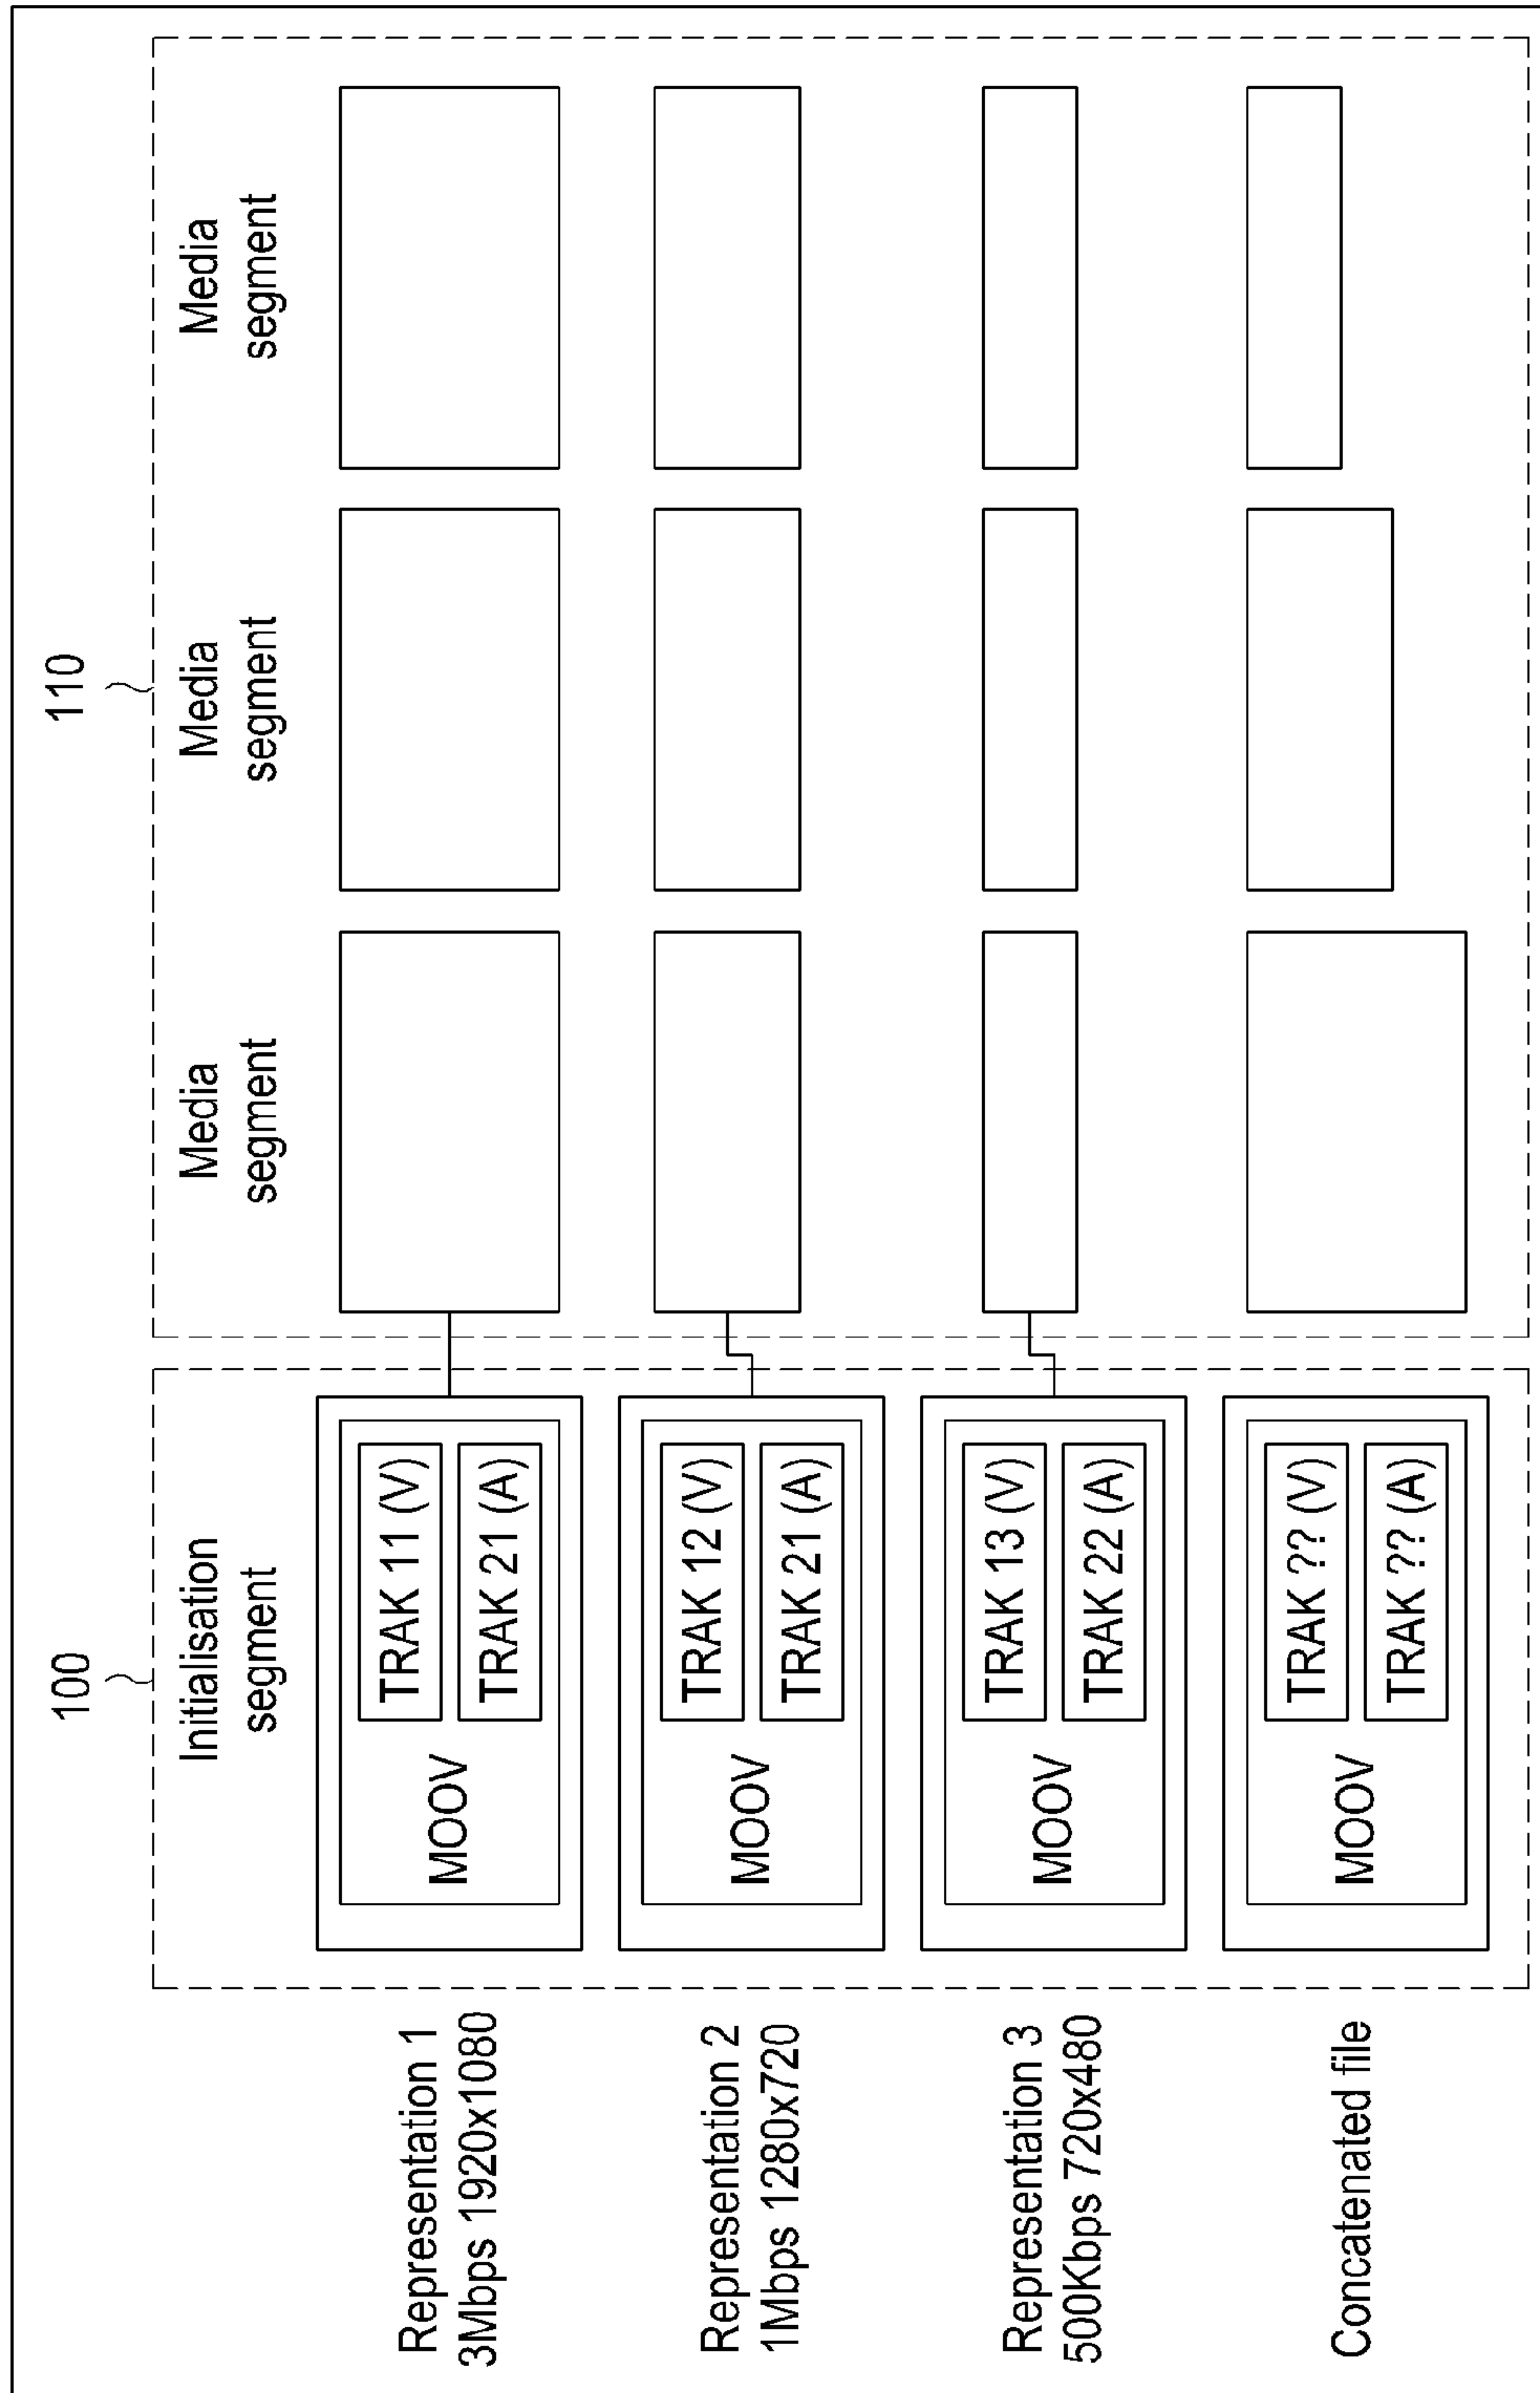 100
110
Initialisation
segment
Media
segment
Media
segment
Media
segment
Representation 1
3Mbps 1920x1080
MOOV
TRAK 11 (V)
TRAK 21 (A)
Representation 2
1Mbps 1280x720
MOOV
TRAK 12 (V)
TRAK 21 (A)
Representation 3
500Kbps 720x480
MOOV
TRAK 13 (V)
TRAK 22 (A)
Concatenated file
MOOV
TRAK ?? (V)
TRAK ?? (A)